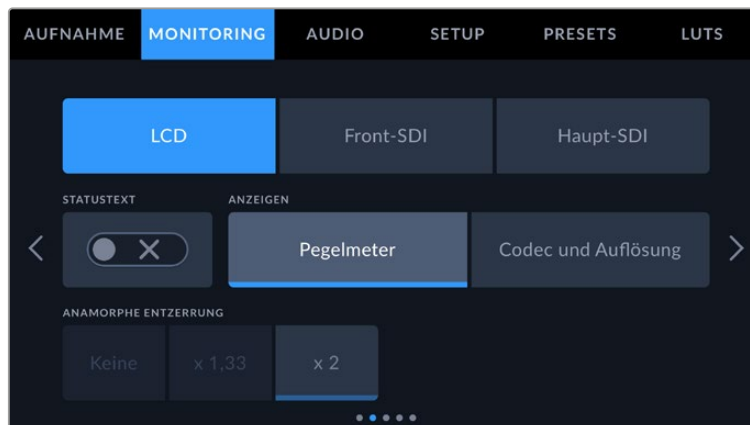 AUFNAHME MONITORING AUDIO SETUP PRESETS LUTS
LCD Front-SDI Haupt-SDI
STATUSTEXT ANZEIGEN
Pegelmeter Codec und Auflösung
ANAMORPHE ENTZERRUNG
Keine x 1,33 x 2